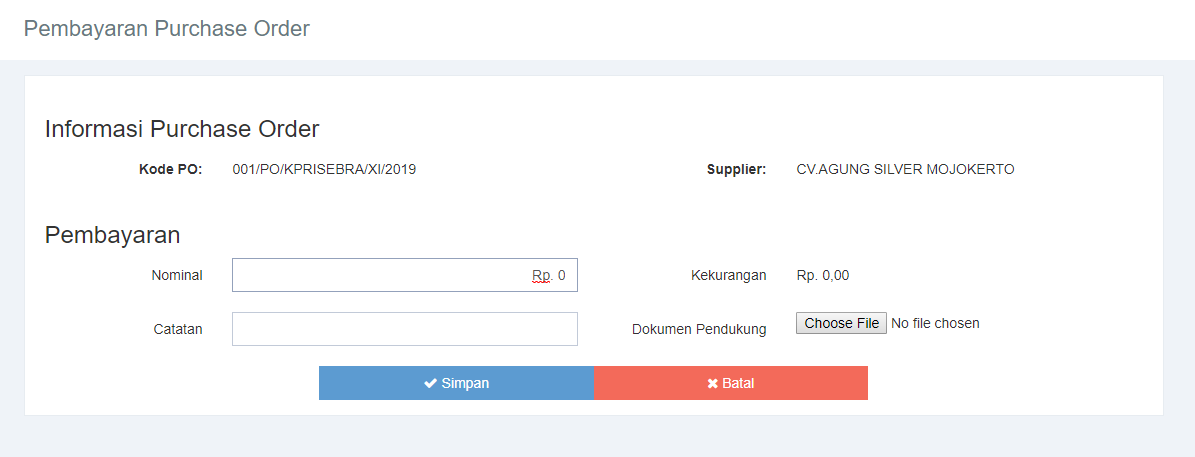 Pembayaran Purchase Order
Informasi Purchase Order
Kode PO: 001/PO/KPRISEBRA/XI/2019 Supplier: CV.AGUNG SILVER MOJOKERTO
Pembayaran
Nominal Rp. 0 Kekurangan Rp. 0,00
Catatan Dokumen Pendukung Choose File No file chosen
Simpan Batal